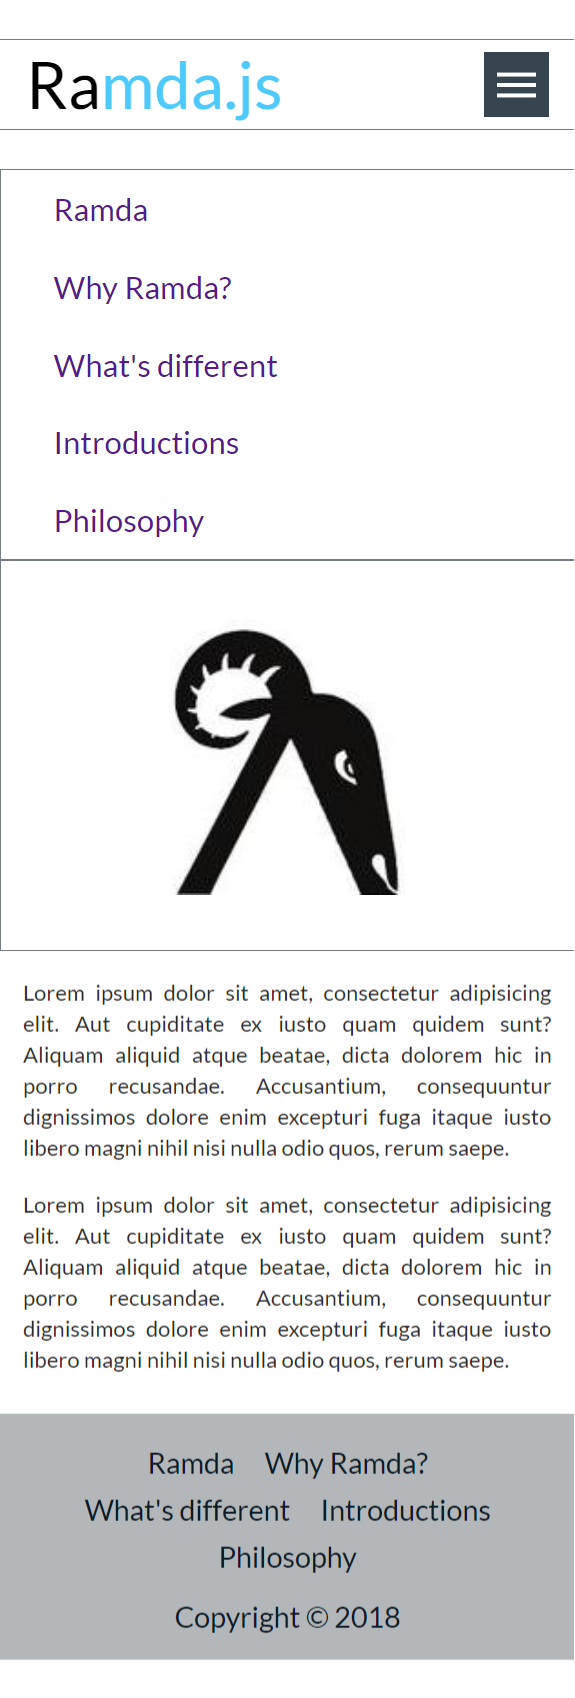 Ramda.js
Ramda
Why Ramda?
What's different
Introductions
Philosophy
Lorem ipsum dolor sit amet, consectetur adipisicing
elit. Aut cupiditate ex iusto quam quidem sunt?
Aliquam aliquid atque beatae, dicta dolorem hic in
porro recusandae. Accusantium, consequuntur
dignissimos dolore enim excepturi fuga itaque iusto
libero magni nihil nisi nulla odio quos, rerum saepe.
Lorem ipsum dolor sit amet, consectetur adipisicing
elit. Aut cupiditate ex iusto quam quidem sunt?
Aliquam aliquid atque beatae, dicta dolorem hic in
porro recusandae. Accusantium, consequuntur
dignissimos dolore enim excepturi fuga itaque iusto
libero magni nihil nisi nulla odio quos, rerum saepe.
Ramda Why Ramda?
What's different Introductions
Philosophy
Copyright © 2018